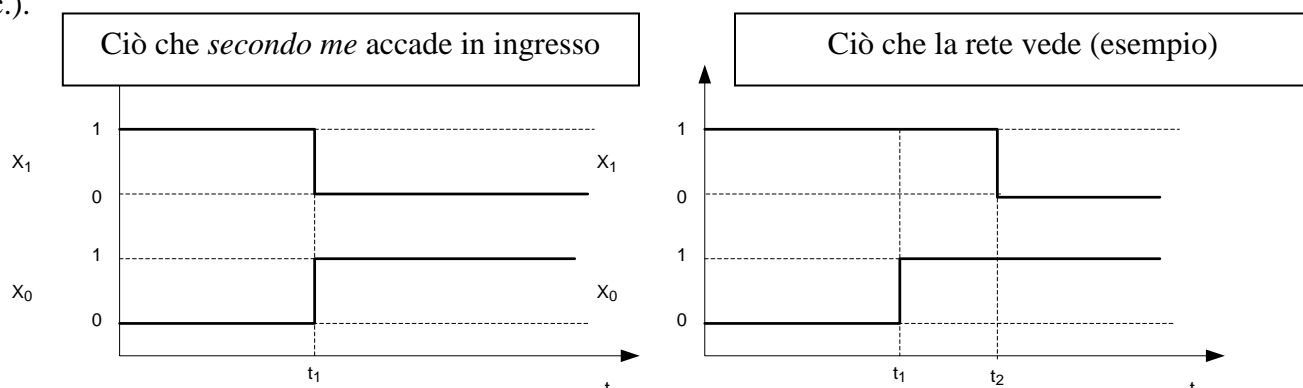 c.).
Ciò che secondo me accade in ingresso
Ciò che la rete vede (esempio)
1
X1
0
1
X0
0
t1
t
1
X1
0
1
X0
0
t1
t2
t